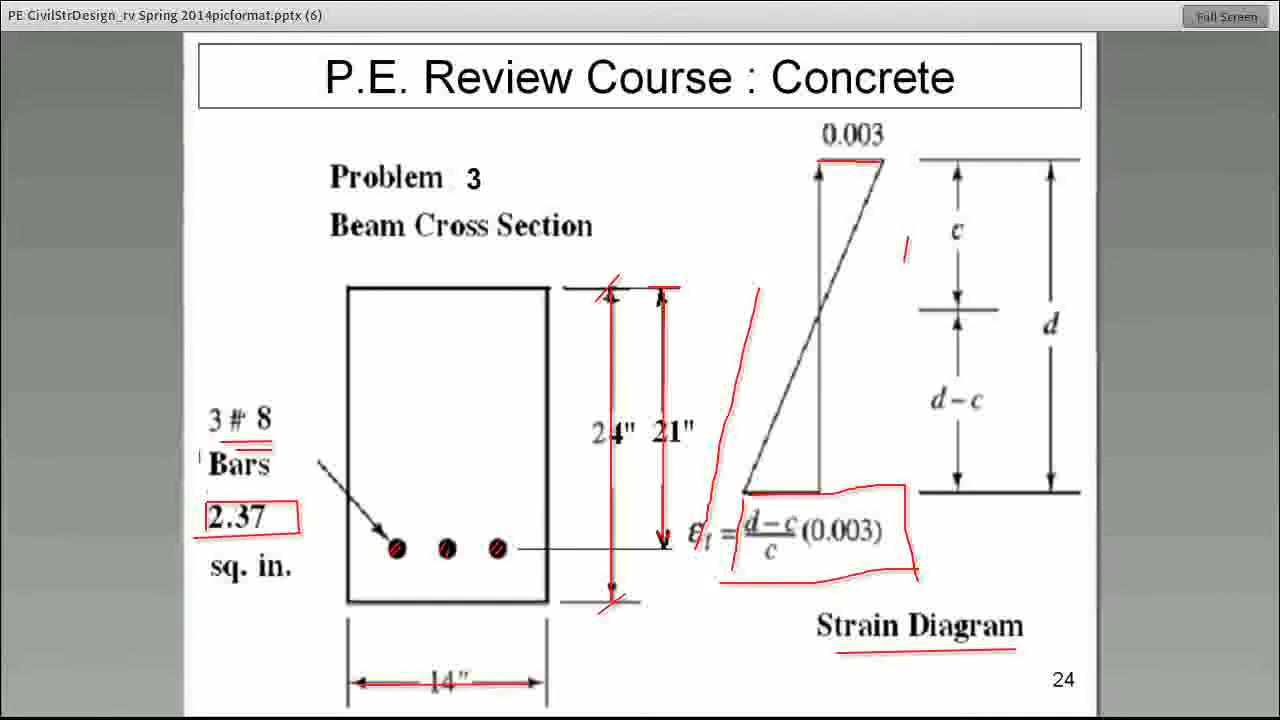 PE CivilStrDesign_rv Spring 2014picformat.pptx (6)
Full Screen
P.E. Review Course : Concrete
Problem 3
Beam Cross Section
0.003
c
d
d – c
3 # 8
Bars
2.37
sq. in.
24" 21"
εt = d – c / c (0.003)
Strain Diagram
14"
24